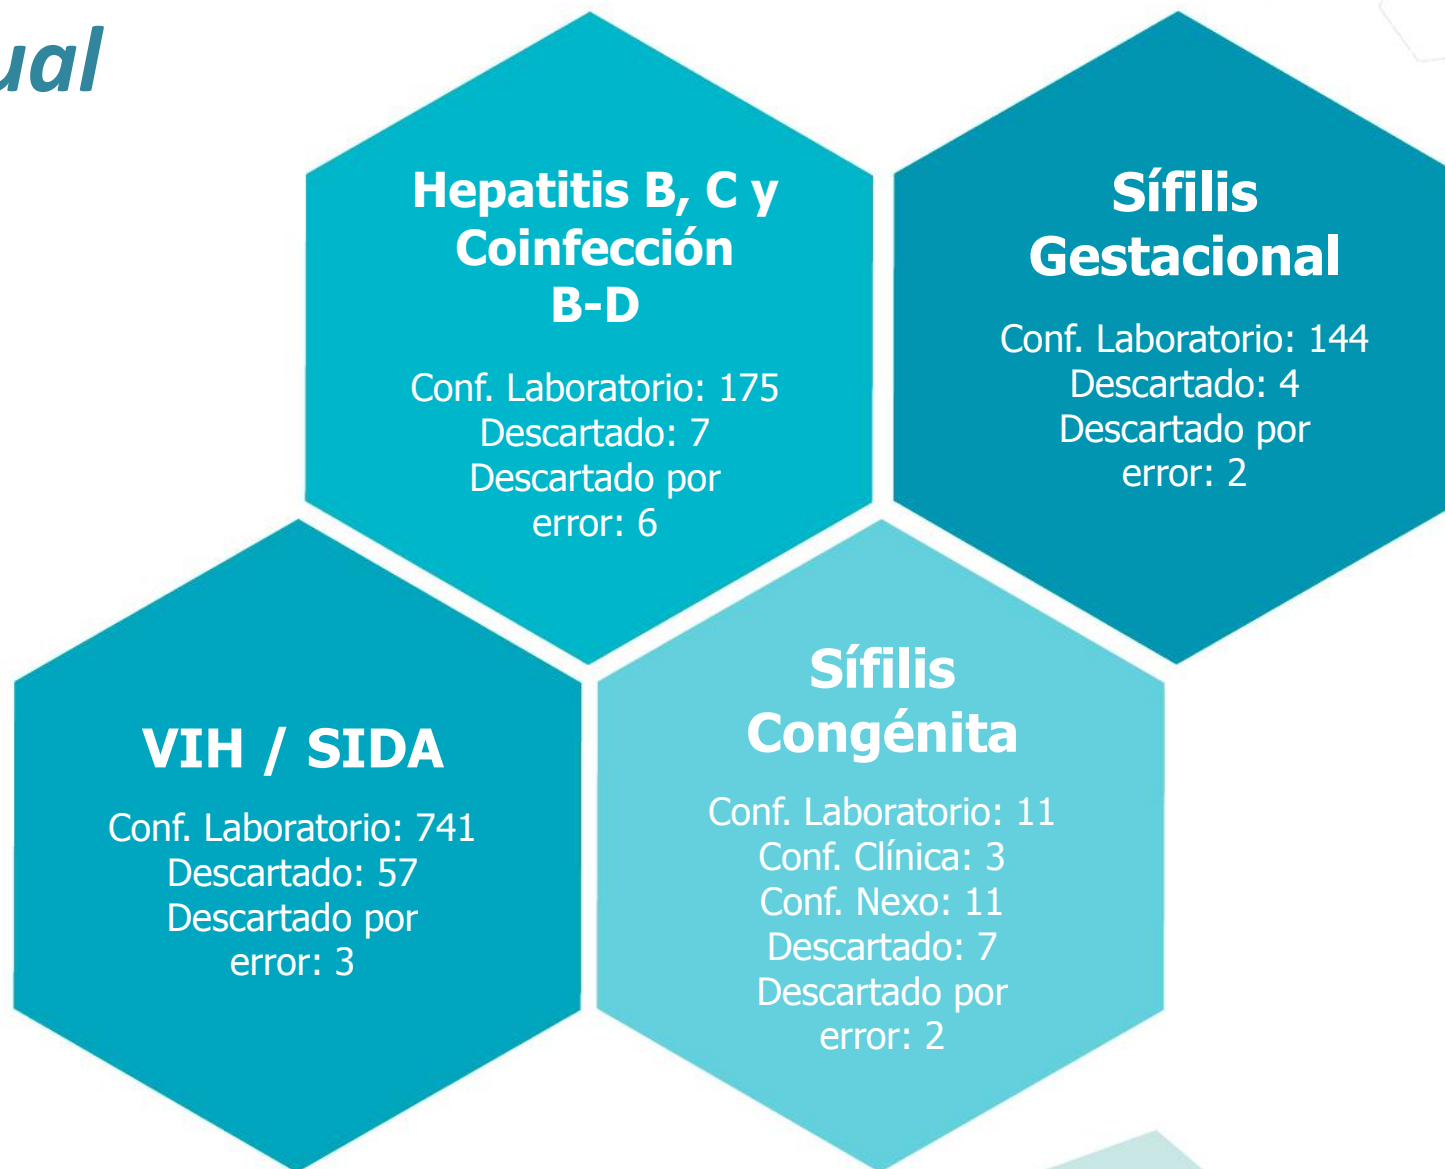 ual
Hepatitis B, C y
Coinfección
B-D
Conf. Laboratorio: 175
Descartado: 7
Descartado por
error: 6
Sífilis
Gestacional
Conf. Laboratorio: 144
Descartado: 4
Descartado por
error: 2
VIH / SIDA
Conf. Laboratorio: 741
Descartado: 57
Descartado por
error: 3
Sífilis
Congénita
Conf. Laboratorio: 11
Conf. Clínica: 3
Conf. Nexo: 11
Descartado: 7
Descartado por
error: 2